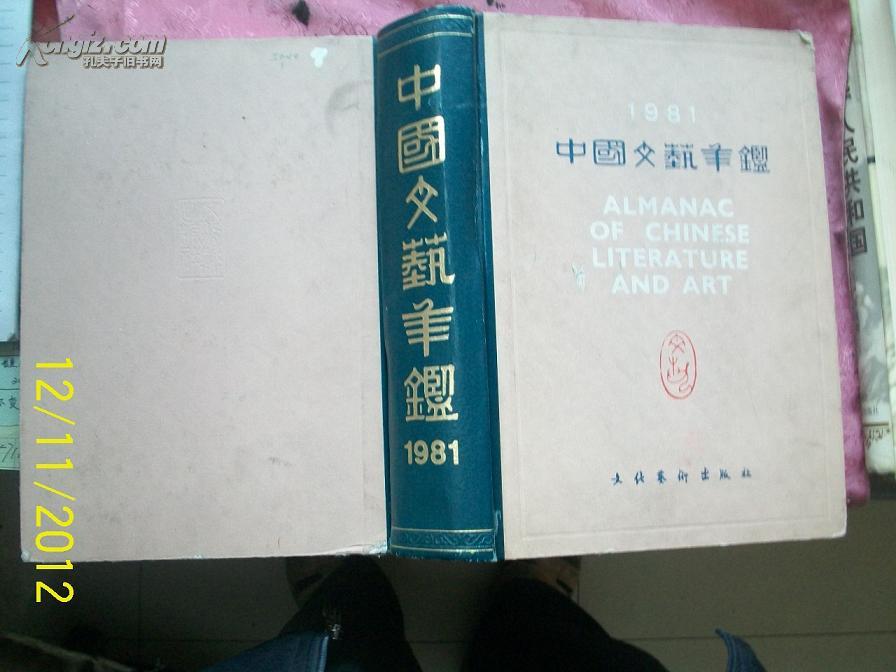 Kongfz.com
孔夫子旧书网
中國文藝年鑑
1981
1981
中國文藝年鑑
ALMANAC
OF CHINESE
LITERATURE
AND ART
文化藝術出版社
人民共和国
12/11/2012